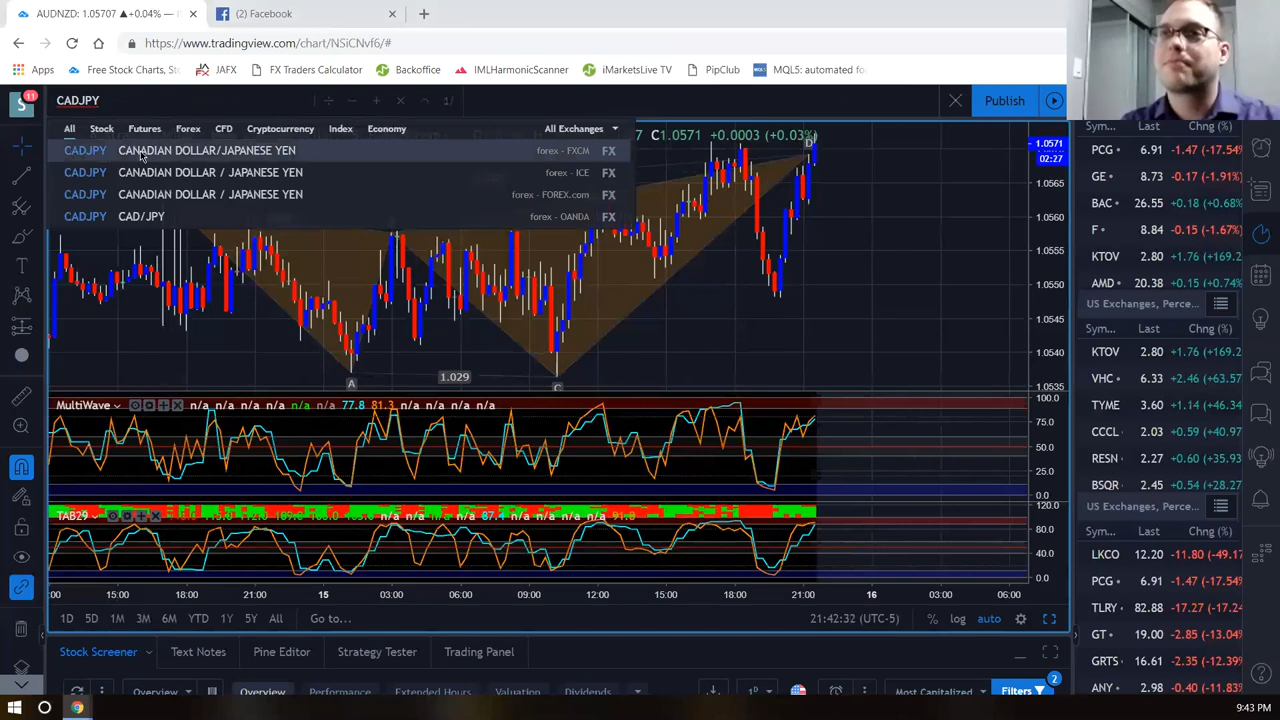 AUDNZD: 1.05707 ▲+0.04% —
(2) Facebook
https://www.tradingview.com/chart/NSiCNvf6/#
Apps
Free Stock Charts, St
JAFX
FX Traders Calculator
Backoffice
IMLHarmonicScanner
iMarketsLive TV
PipClub
MQL5: automated fo
S
11
CADJPY
Publish
All Stock Futures Forex CFD Cryptocurrency Index Economy All Exchanges
CADJPY CANADIAN DOLLAR/JAPANESE YEN forex - FXCM FX
CADJPY CANADIAN DOLLAR / JAPANESE YEN forex - ICE FX
CADJPY CANADIAN DOLLAR / JAPANESE YEN forex - FOREX.com FX
CADJPY CAD/JPY forex - OANDA FX
C1.0571 +0.0003 (+0.03%)
D
1.0571
02:27
1.0565
1.0560
1.0555
1.0550
1.0545
1.0540
1.0535
A
1.029
C
MultiWave n/a n/a n/a n/a n/a n/a 77.8 81.3 n/a n/a n/a n/a
100.0
75.0
50.0
25.0
0.0
TAB29
120.0
80.0
40.0
0.0
:00 15:00 18:00 21:00 15 03:00 06:00 09:00 12:00 15:00 18:00 21:00 16 03:00 06:00
1D 5D 1M 3M 6M YTD 1Y 5Y All Go to... 21:42:32 (UTC-5) % log auto
Stock Screener Text Notes Pine Editor Strategy Tester Trading Panel
Overview Overview Performance Extended Hours Valuation Dividends 1D Most Capitalized Filters 2
Sym... Last Chg (%)
PCG 6.91 -1.47 (-17.54
GE 8.73 -0.17 (-1.91%)
BAC 26.55 +0.18 (+0.68%
F 8.84 -0.15 (-1.67%)
KTOV 2.80 +1.76 (+169.2
AMD 20.38 +0.15 (+0.74%)
US Exchanges, Perce...
Sym... Last Chg (%)
KTOV 2.80 +1.76 (+169.2
VHC 6.33 +2.46 (+63.57
TYME 3.60 +1.14 (+46.34
CCCL 2.03 +0.59 (+40.97
RESN 2.27 +0.60 (+35.93
BSQR 2.45 +0.54 (+28.27
US Exchanges, Perce...
Sym... Last Chg (%)
LKCO 12.20 -11.80 (-49.17
PCG 6.91 -1.47 (-17.54
TLRY 82.88 -17.27 (-17.24
GT 19.00 -2.85 (-13.04%
GRTS 16.61 -2.35 (-12.39%
ANY 2.98 -0.40 (-11.83%
9:43 PM